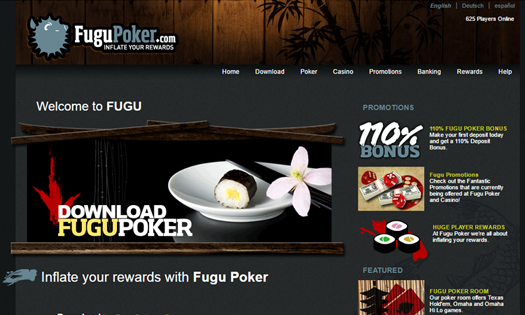 English | Deutsch | español
625 Players Online
FuguPoker.com
INFLATE YOUR REWARDS
Home Download Poker Casino Promotions Banking Rewards Help
Welcome to FUGU
DOWNLOAD
FUGUPOKER
Inflate your rewards with Fugu Poker
PROMOTIONS
110%
BONUS
110% FUGU POKER BONUS
Make your first deposit today
and get a 110% Deposit
Bonus.
Fugu Promotions
Check out the Fantastic
Promotions that are currently
being offered at Fugu Poker
and Casino!
HUGE PLAYER REWARDS
At Fugu Poker we're all about
inflating your rewards.
FEATURED
FUGU POKER ROOM
Our poker room offers Texas
Hold'em, Omaha and Omaha
Hi Lo games.